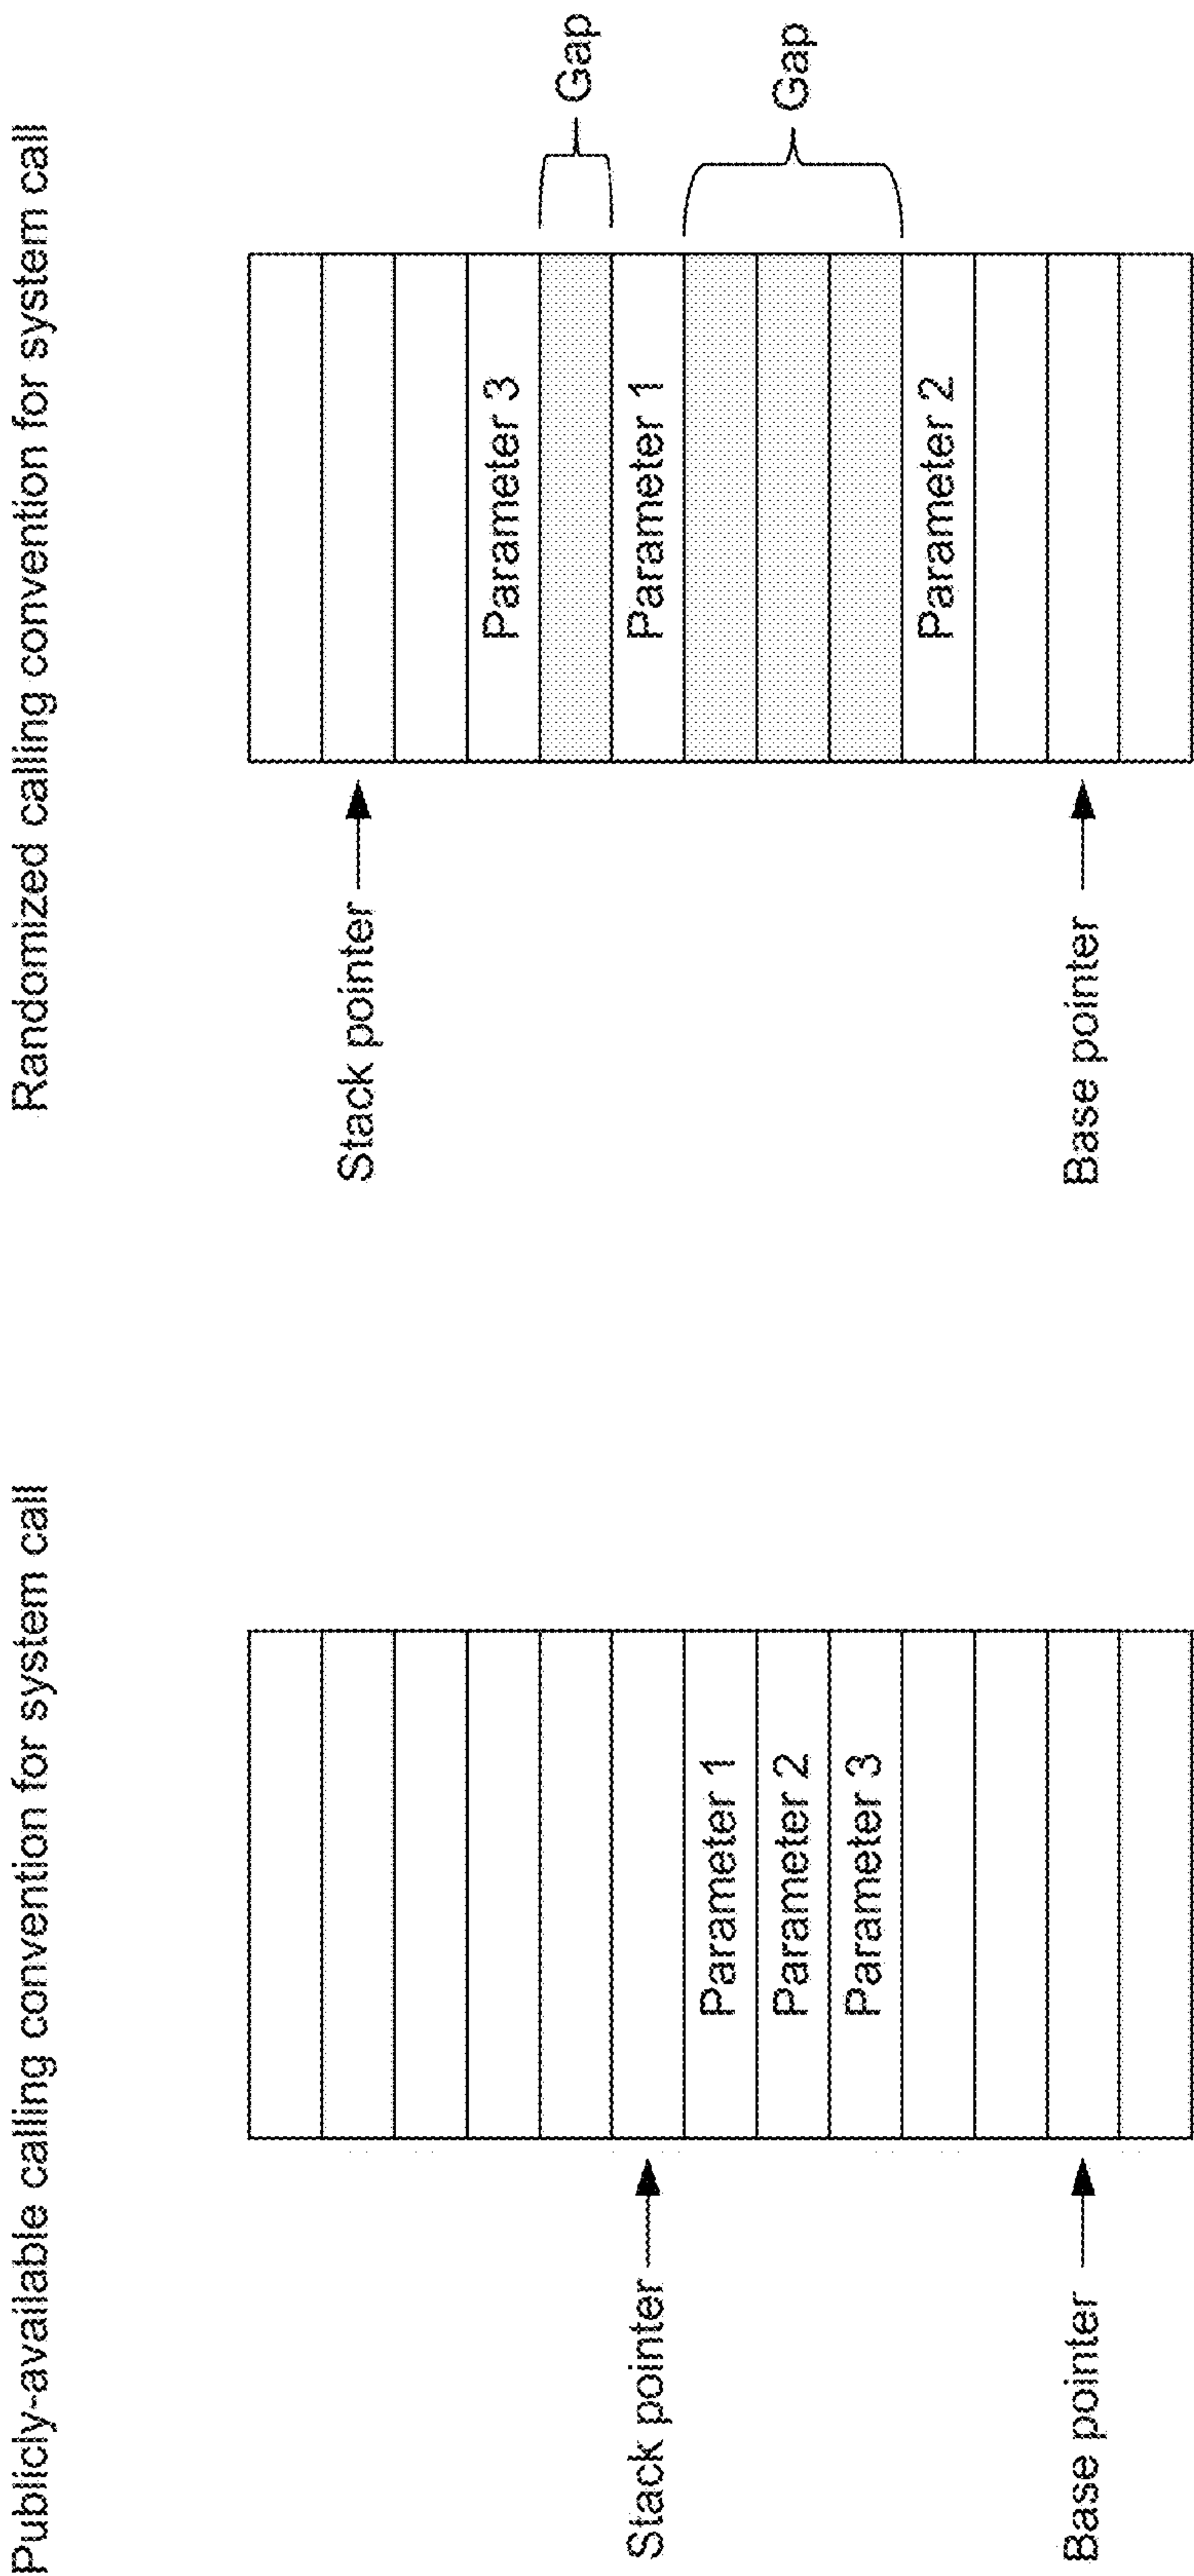 Publicly-available calling convention for system call
Stack pointer
Parameter 1
Parameter 2
Parameter 3
Base pointer
Randomized calling convention for system call
Stack pointer
Parameter 3
Gap
Parameter 1
Gap
Parameter 2
Base pointer